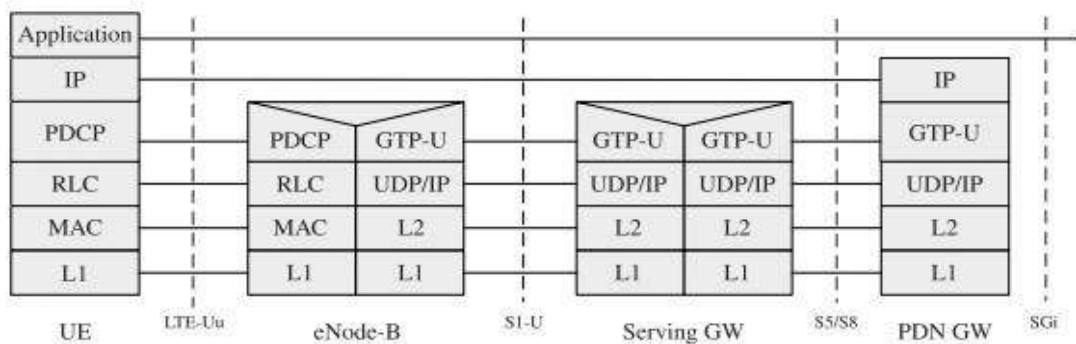 Application
IP IP
PDCP PDCP GTP-U GTP-U GTP-U GTP-U
RLC RLC UDP/IP UDP/IP UDP/IP UDP/IP
MAC MAC L2 L2 L2 L2
L1 L1 L1 L1 L1 L1
UE LTE-Uu eNode-B S1-U Serving GW S5/S8 PDN GW SGi